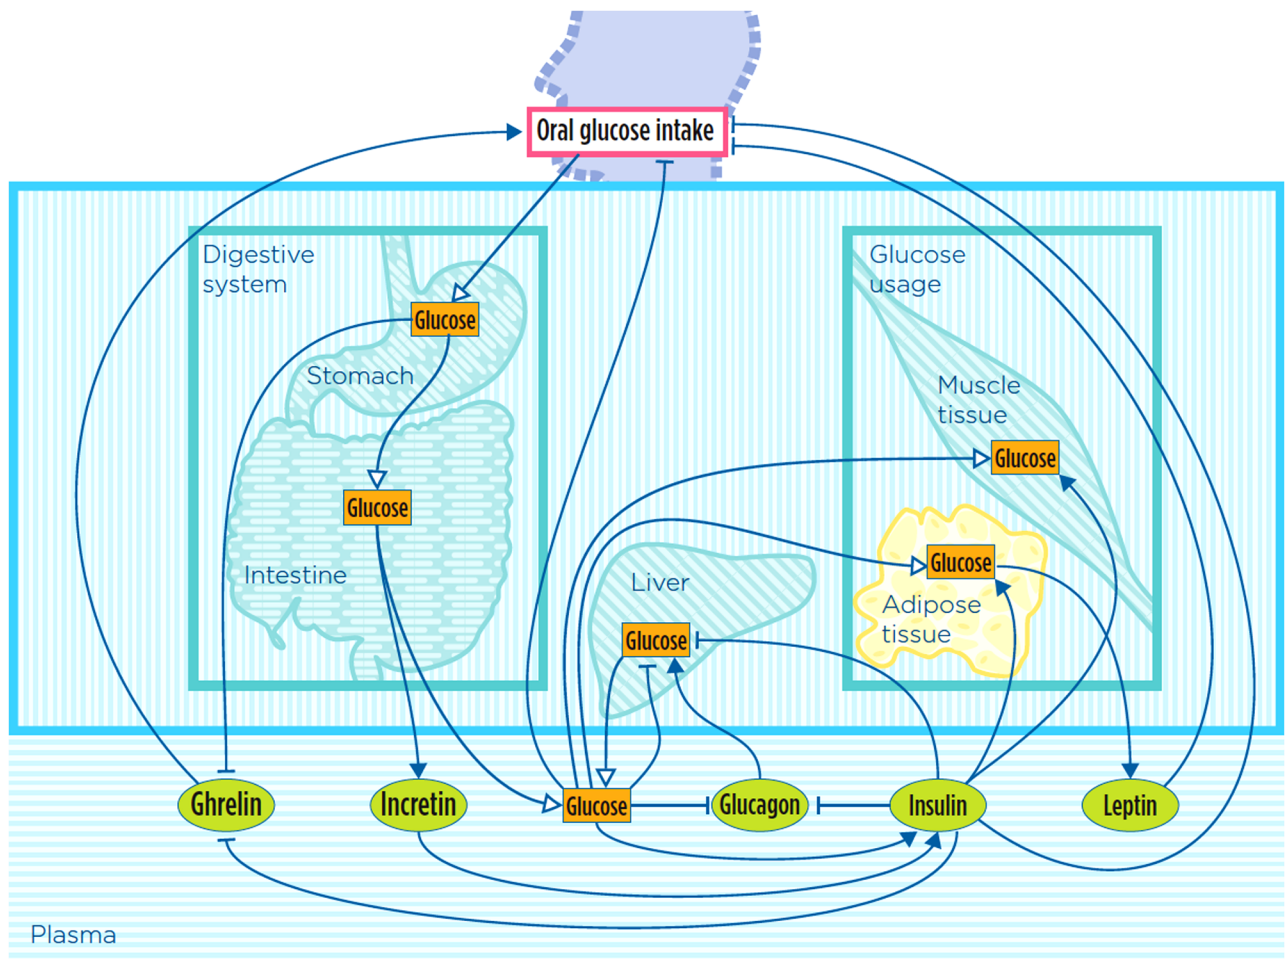 Oral glucose intake
Digestive
system
Glucose
usage
Glucose
Stomach
Muscle
tissue
Glucose
Glucose
Intestine
Glucose
Liver
Adipose
tissue
Glucose
Ghrelin
Incretin
Glucose
Glucagon
Insulin
Leptin
Plasma